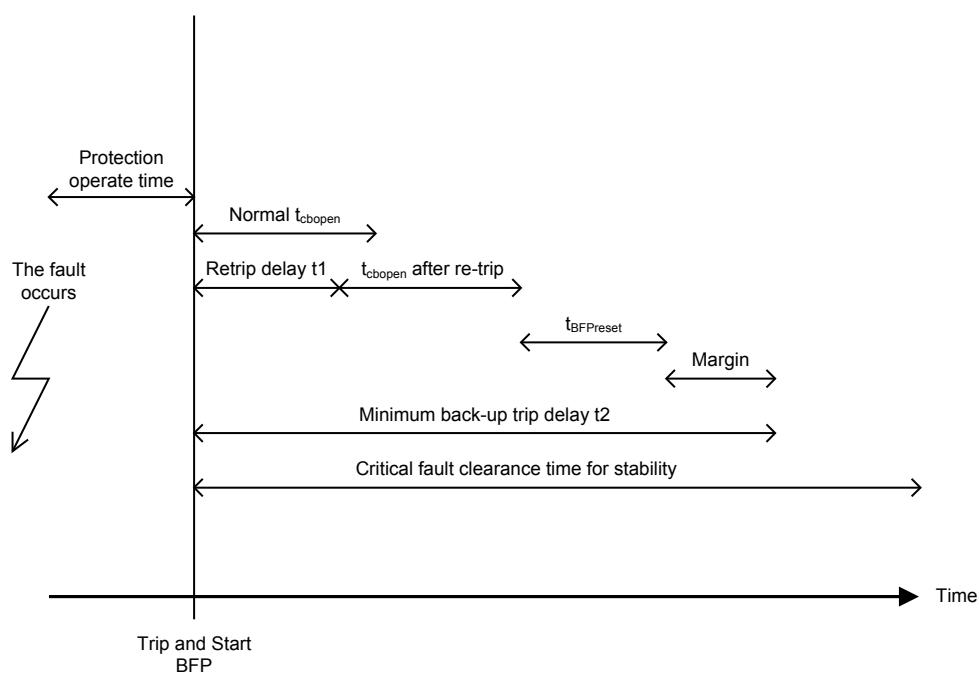 Protection
operate time
Normal tcbopen
The fault
occurs
Retrip delay t1
tcbopen after re-trip
tBFPreset
Margin
Minimum back-up trip delay t2
Critical fault clearance time for stability
Time
Trip and Start
BFP